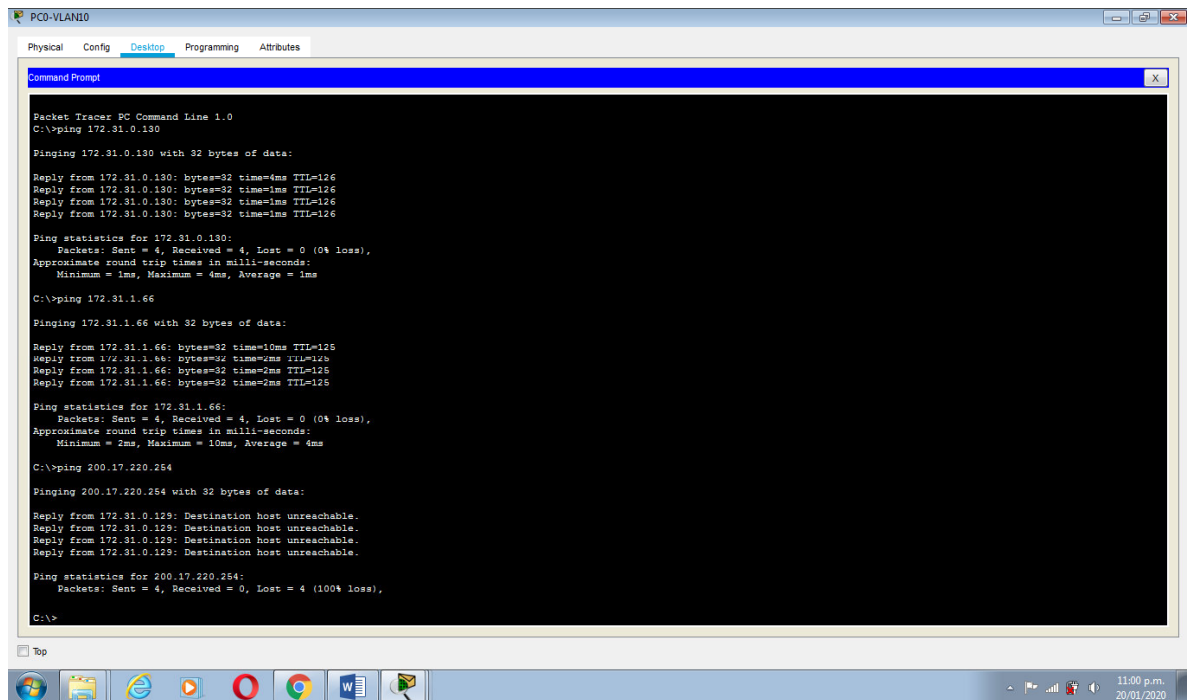 PC0-VLAN10
Physical Config Desktop Programming Attributes
Command Prompt
X
Packet Tracer PC Command Line 1.0
C:\>ping 172.31.0.130
Pinging 172.31.0.130 with 32 bytes of data:
Reply from 172.31.0.130: bytes=32 time=4ms TTL=126
Reply from 172.31.0.130: bytes=32 time=1ms TTL=126
Reply from 172.31.0.130: bytes=32 time=1ms TTL=126
Reply from 172.31.0.130: bytes=32 time=1ms TTL=126
Ping statistics for 172.31.0.130:
Packets: Sent = 4, Received = 4, Lost = 0 (0% loss),
Approximate round trip times in milli-seconds:
Minimum = 1ms, Maximum = 4ms, Average = 1ms
C:\>ping 172.31.1.66
Pinging 172.31.1.66 with 32 bytes of data:
Reply from 172.31.1.66: bytes=32 time=10ms TTL=125
Reply from 172.31.1.66: bytes=32 time=2ms TTL=125
Reply from 172.31.1.66: bytes=32 time=2ms TTL=125
Reply from 172.31.1.66: bytes=32 time=2ms TTL=125
Ping statistics for 172.31.1.66:
Packets: Sent = 4, Received = 4, Lost = 0 (0% loss),
Approximate round trip times in milli-seconds:
Minimum = 2ms, Maximum = 10ms, Average = 4ms
C:\>ping 200.17.220.254
Pinging 200.17.220.254 with 32 bytes of data:
Reply from 172.31.0.129: Destination host unreachable.
Reply from 172.31.0.129: Destination host unreachable.
Reply from 172.31.0.129: Destination host unreachable.
Reply from 172.31.0.129: Destination host unreachable.
Ping statistics for 200.17.220.254:
Packets: Sent = 4, Received = 0, Lost = 4 (100% loss),
C:\>
Top
11:00 p.m.
20/01/2020